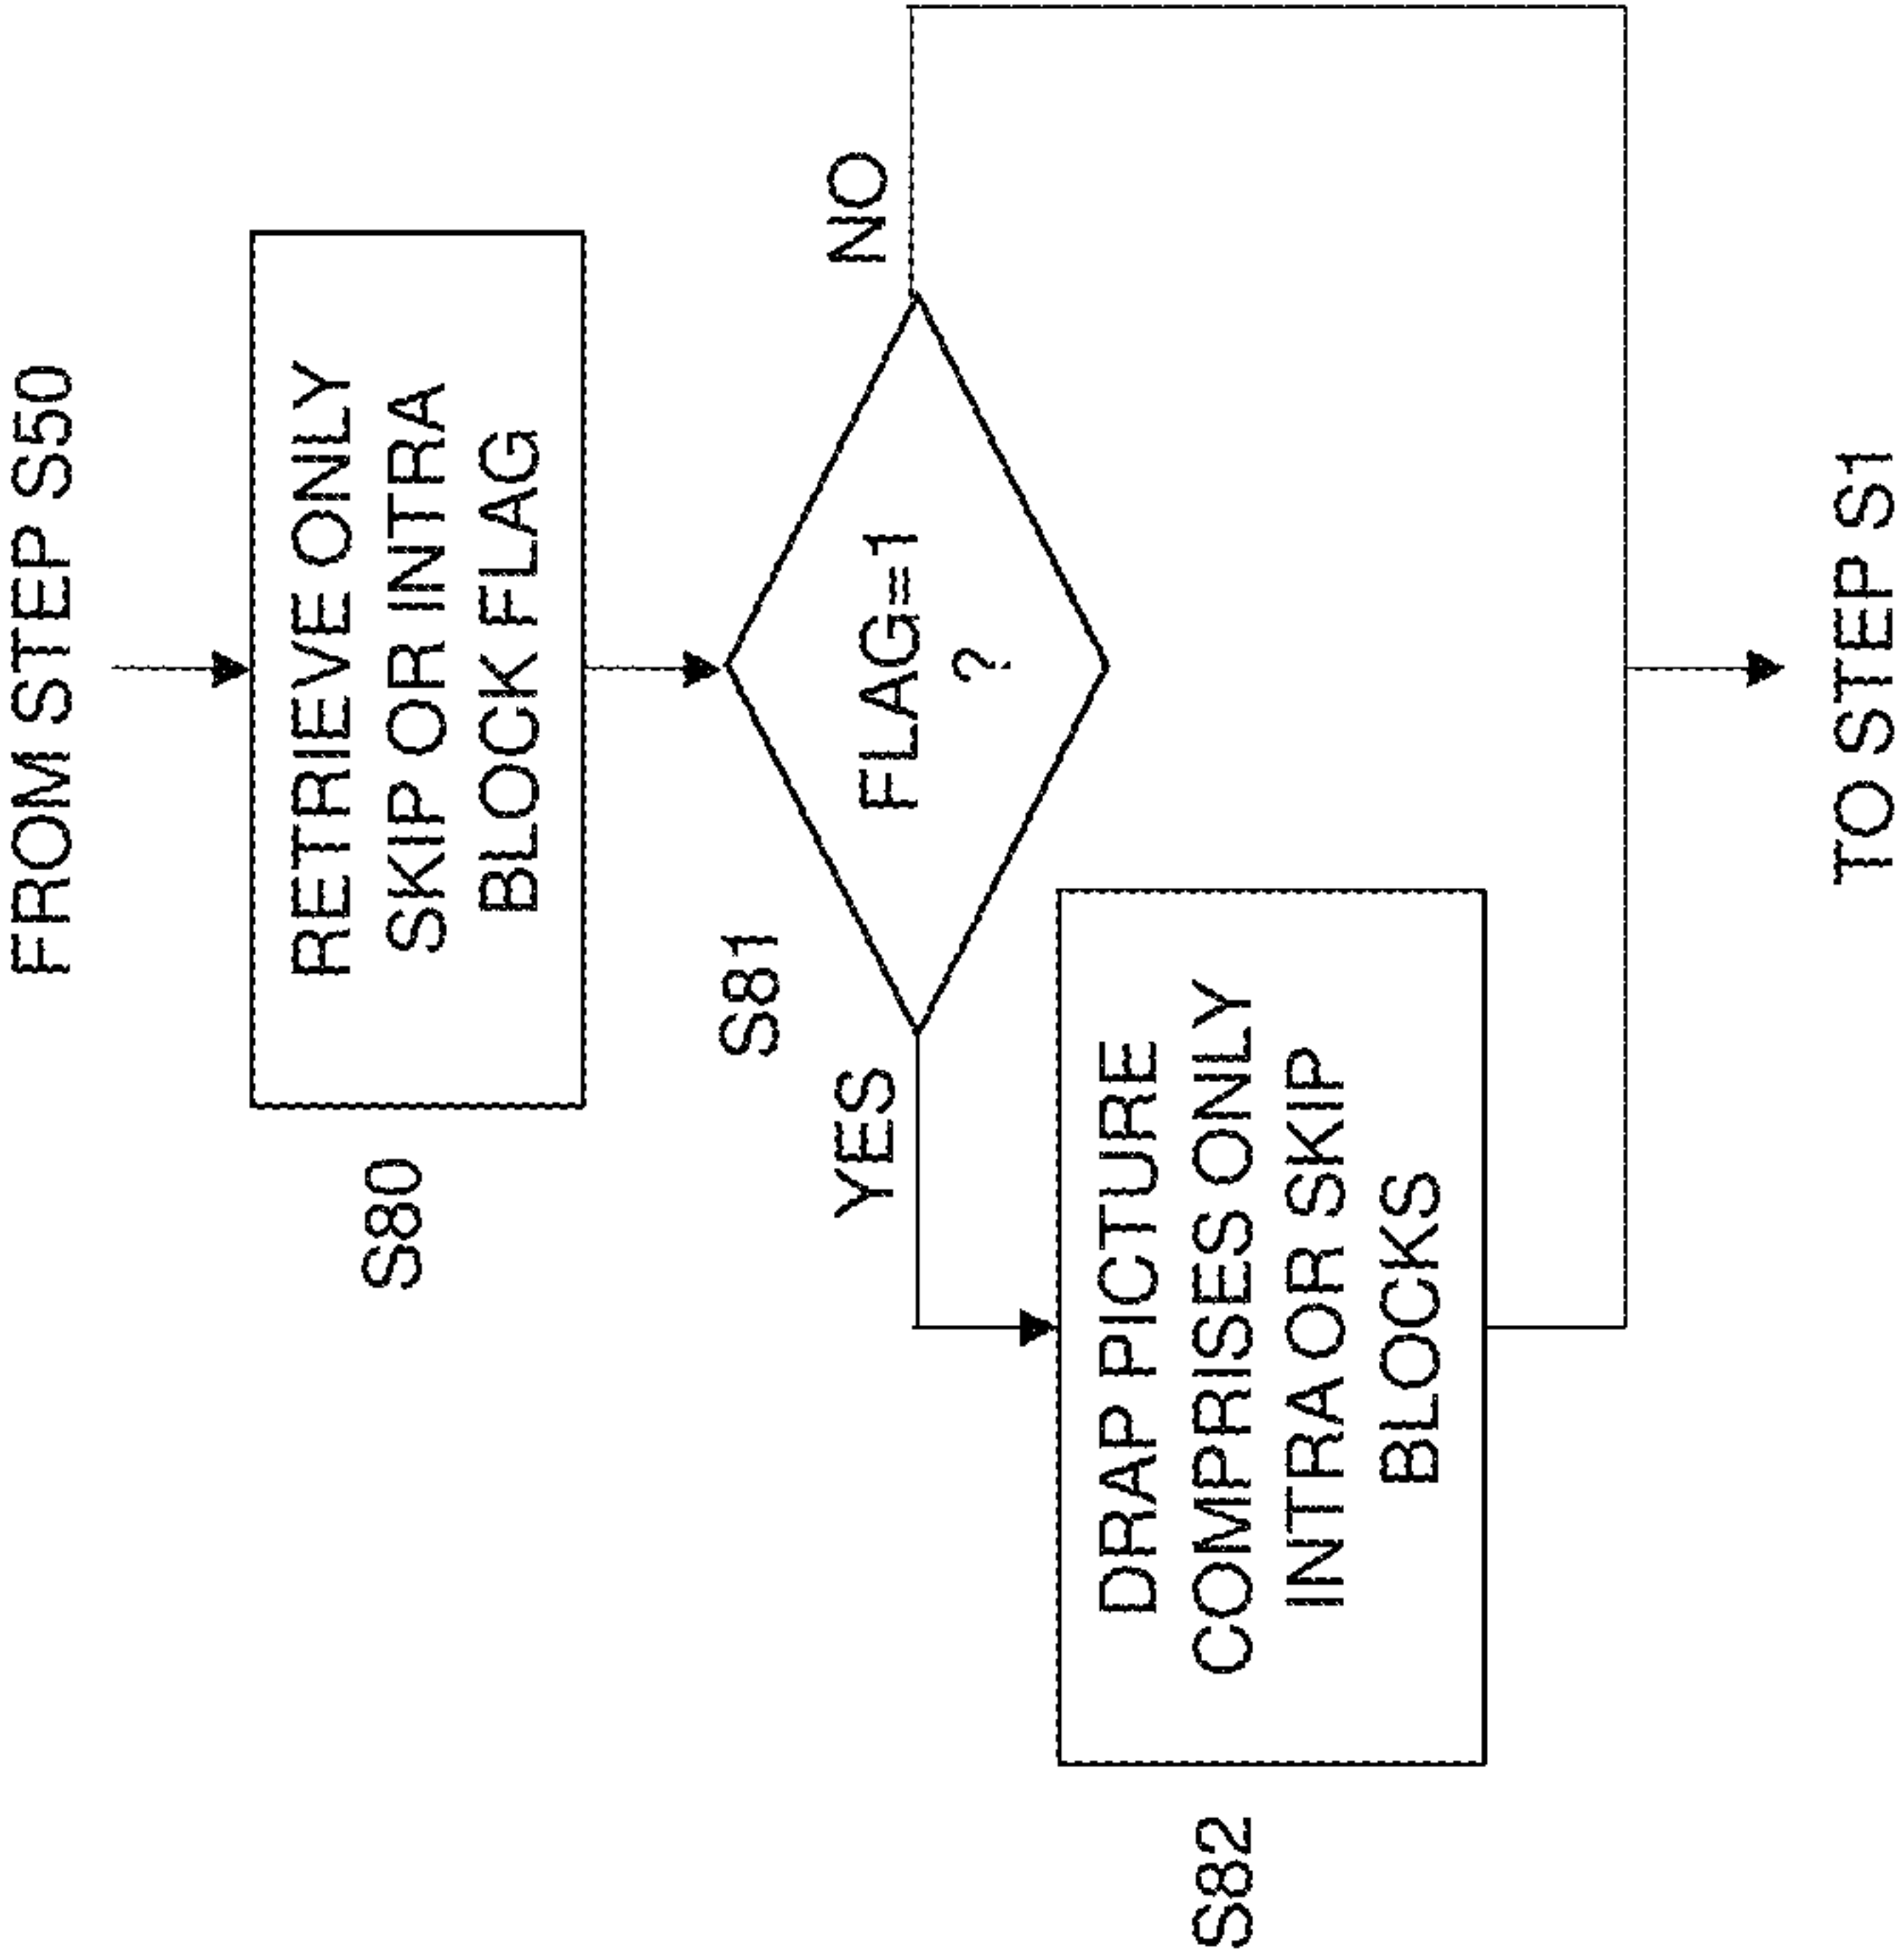 FROM STEP S50
RETRIEVE ONLY
SKIP OR INTRA
BLOCK FLAG
S80
S81
FLAG=1
?
YES
NO
DRAP PICTURE
COMPRISES ONLY
INTRA OR SKIP
BLOCKS
S82
TO STEP S1